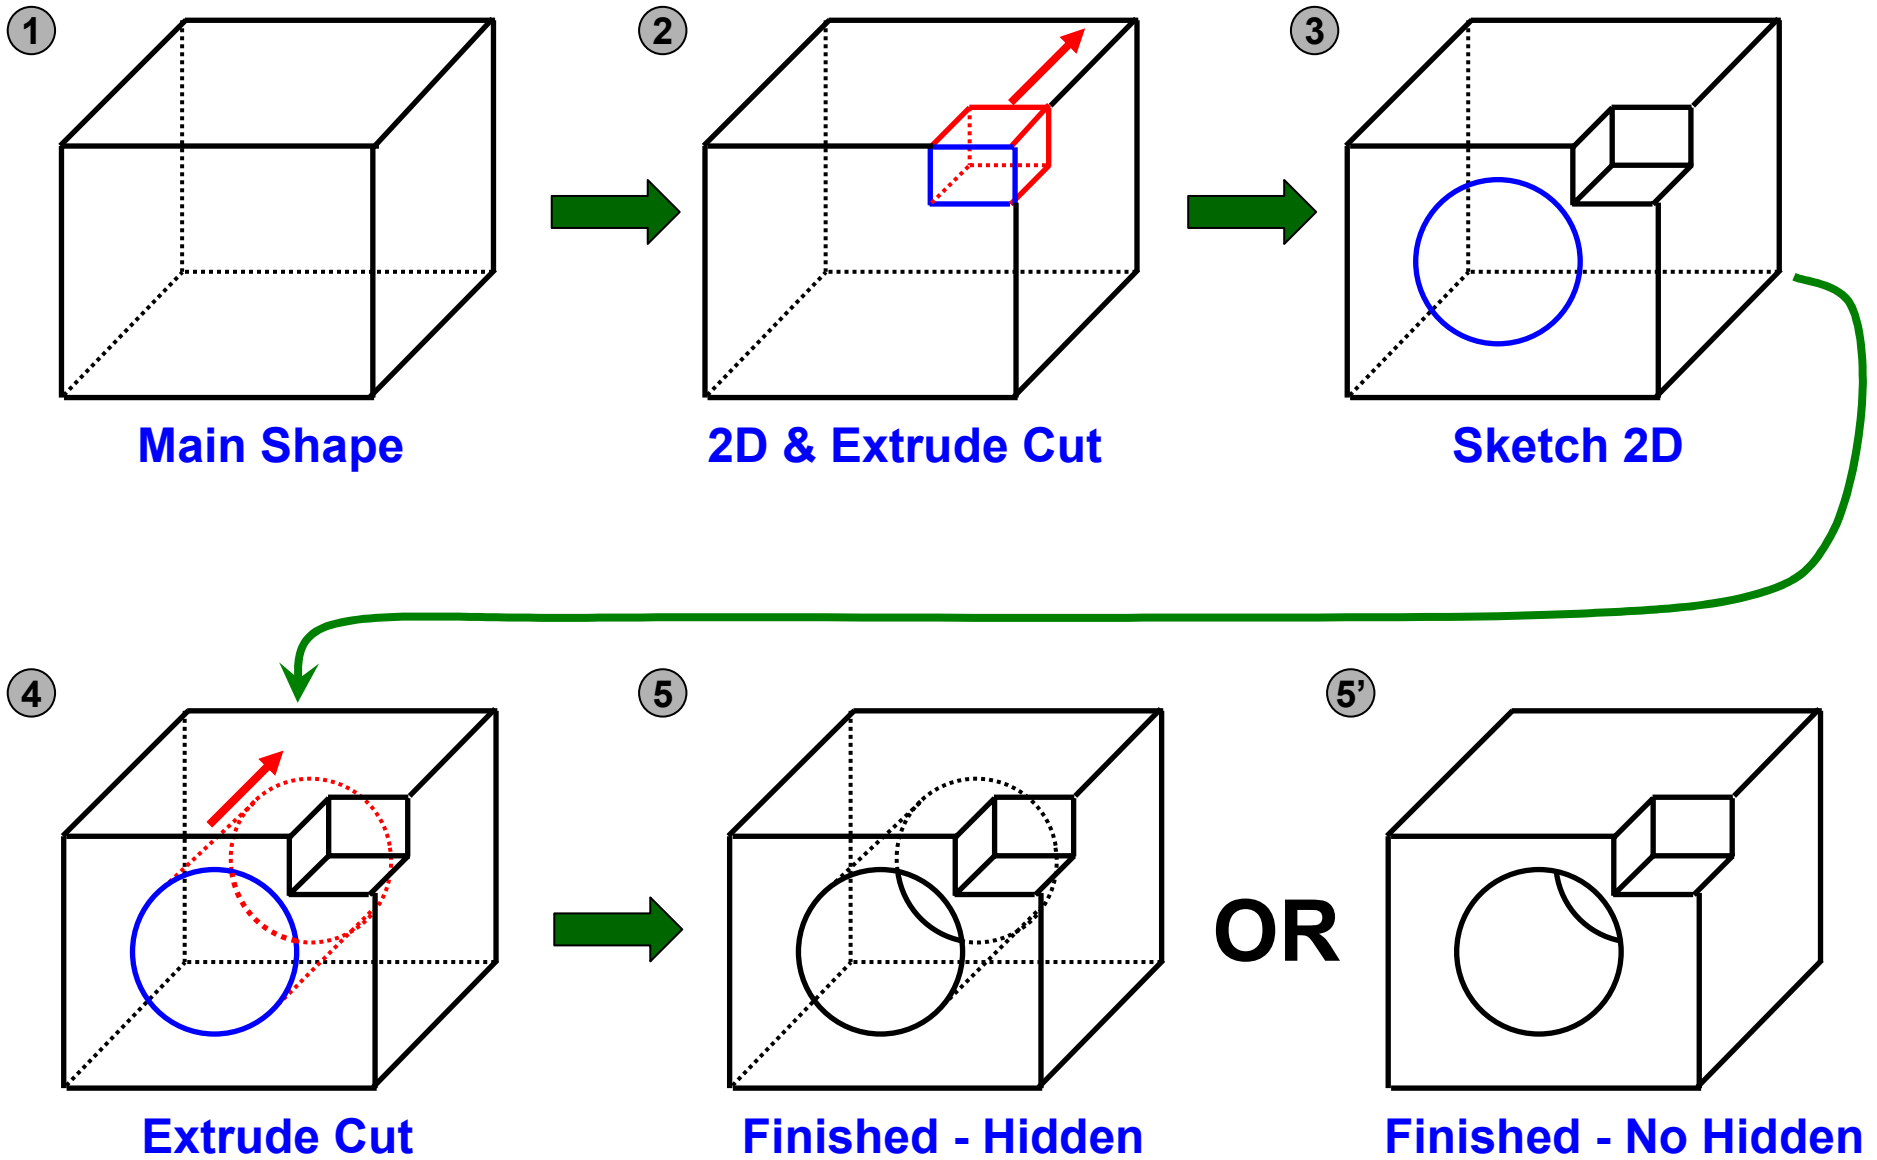 1
2
3
Main Shape
2D & Extrude Cut
Sketch 2D
4
5
5’
OR
Extrude Cut
Finished - Hidden
Finished - No Hidden